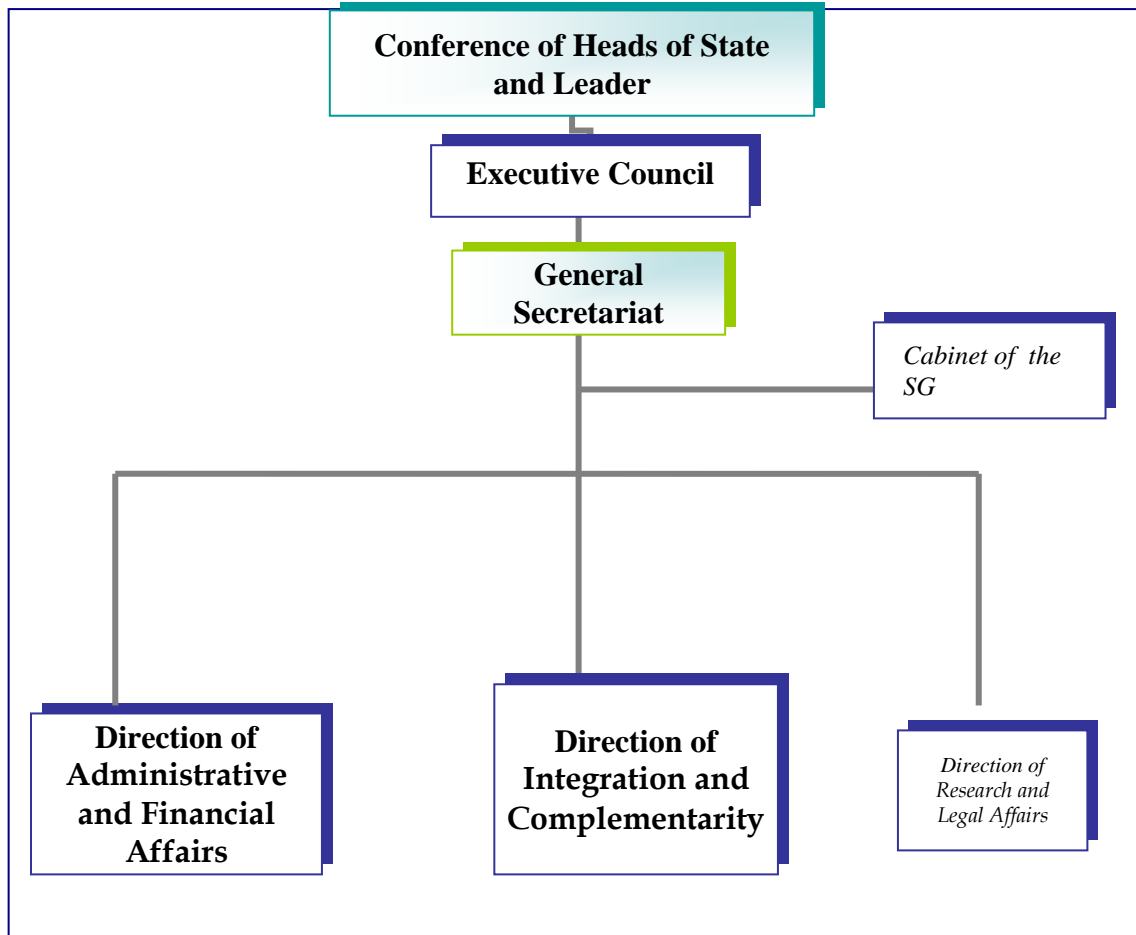 Conference of Heads of State
and Leader
Executive Council
General
Secretariat
Cabinet of the
SG
Direction of
Administrative
and Financial
Affairs
Direction of
Integration and
Complementarity
Direction of
Research and
Legal Affairs